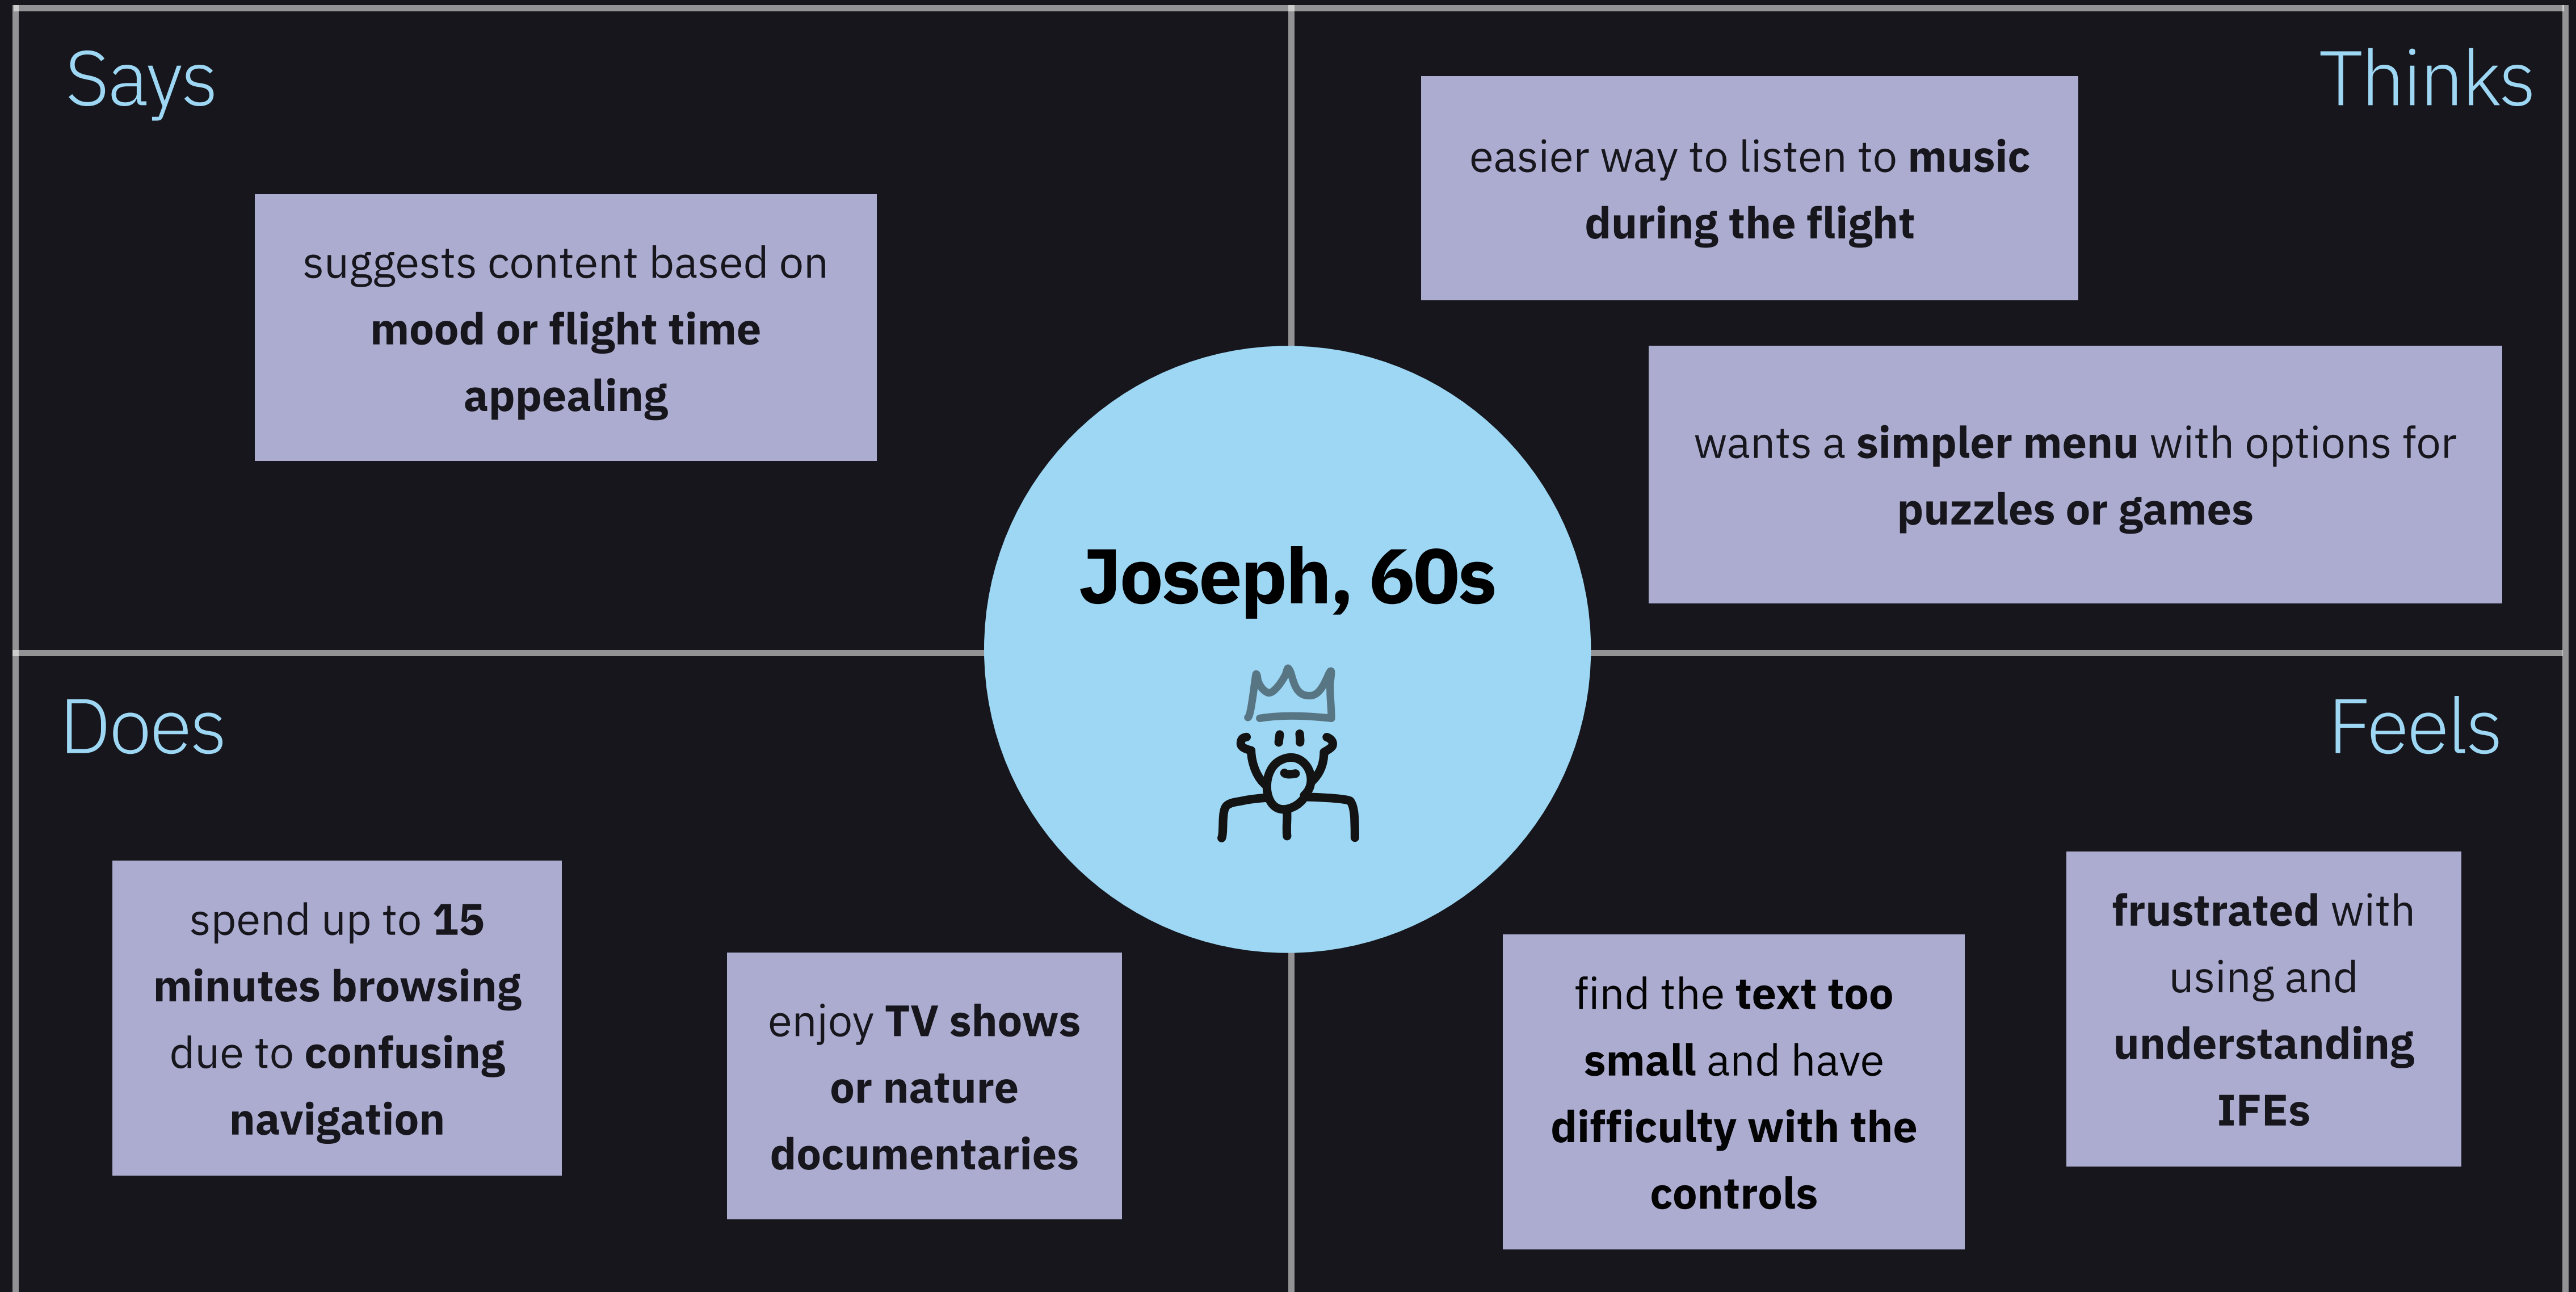 Says
suggests content based on
mood or flight time
appealing
Thinks
easier way to listen to music
during the flight
wants a simpler menu with options for
puzzles or games
Joseph, 60s
Does
spend up to 15
minutes browsing
due to confusing
navigation
enjoy TV shows
or nature
documentaries
Feels
find the text too
small and have
difficulty with the
controls
frustrated with
using and
understanding
IFEs